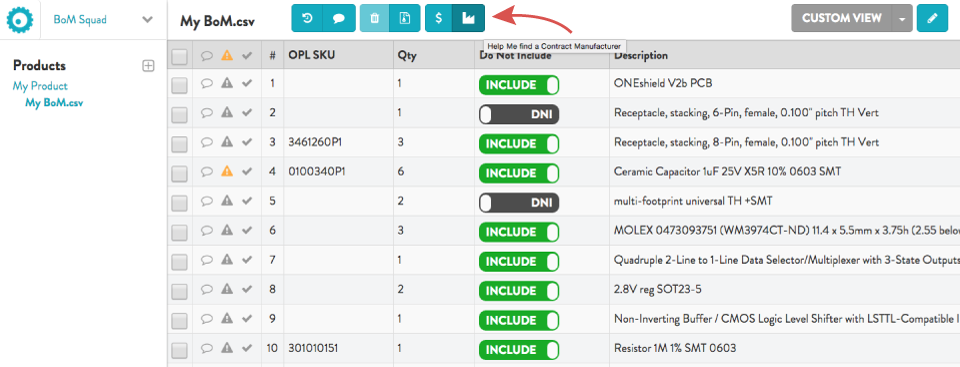 BoM Squad
My BoM.csv
$
CUSTOM VIEW
Help Me find a Contract Manufacturer
Products
My Product
My BoM.csv
# OPL SKU Qty Do Not Include Description
1 1 INCLUDE ONEshield V2b PCB
2 1 DNI Receptacle, stacking, 6-Pin, female, 0.100" pitch TH Vert
3 3461260P1 3 INCLUDE Receptacle, stacking, 8-Pin, female, 0.100" pitch TH Vert
4 0100340P1 6 INCLUDE Ceramic Capacitor 1uF 25V X5R 10% 0603 SMT
5 2 DNI multi-footprint universal TH +SMT
6 3 INCLUDE MOLEX 0473093751 (WM3974CT-ND) 11.4 x 5.5mm x 3.75h (2.55 below
7 1 INCLUDE Quadruple 2-Line to 1-Line Data Selector/Multiplexer with 3-State Outputs
8 2 INCLUDE 2.8V reg SOT23-5
9 1 INCLUDE Non-Inverting Buffer / CMOS Logic Level Shifter with LSTTL-Compatible I
10 301010151 1 INCLUDE Resistor 1M 1% SMT 0603